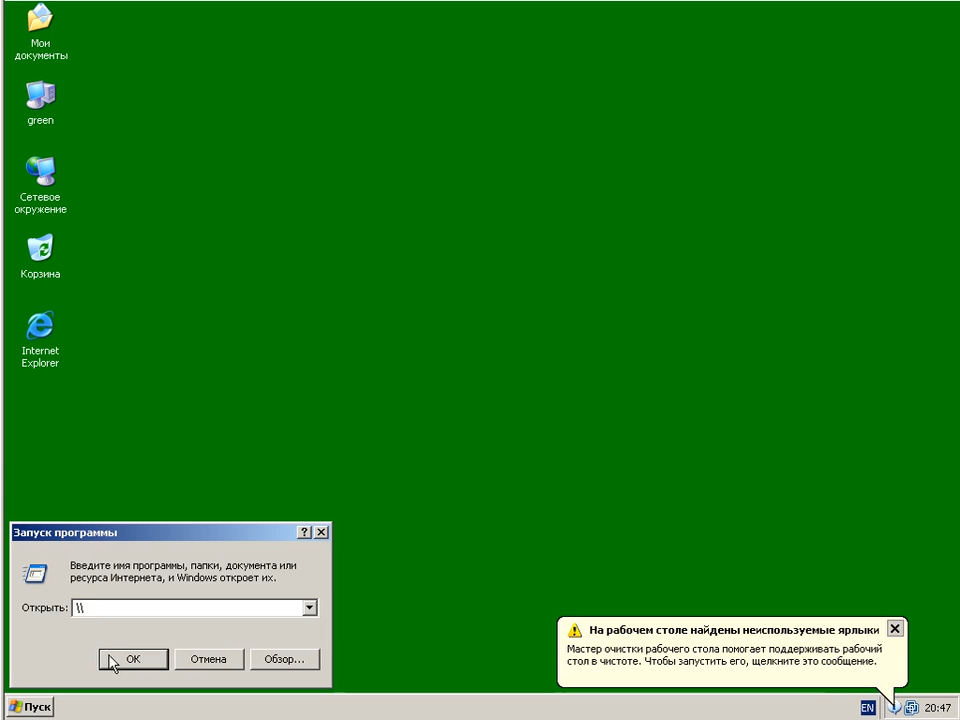 Мои
документы
green
Сетевое
окружение
Корзина
Internet
Explorer
Запуск программы
Введите имя программы, папки, документа или
ресурса Интернета, и Windows откроет их.
Открыть: \\
ОК Отмена Обзор...
На рабочем столе найдены неиспользуемые ярлыки
Мастер очистки рабочего стола помогает поддерживать рабочий
стол в чистоте. Чтобы запустить его, щелкните это сообщение.
Пуск EN 20:47